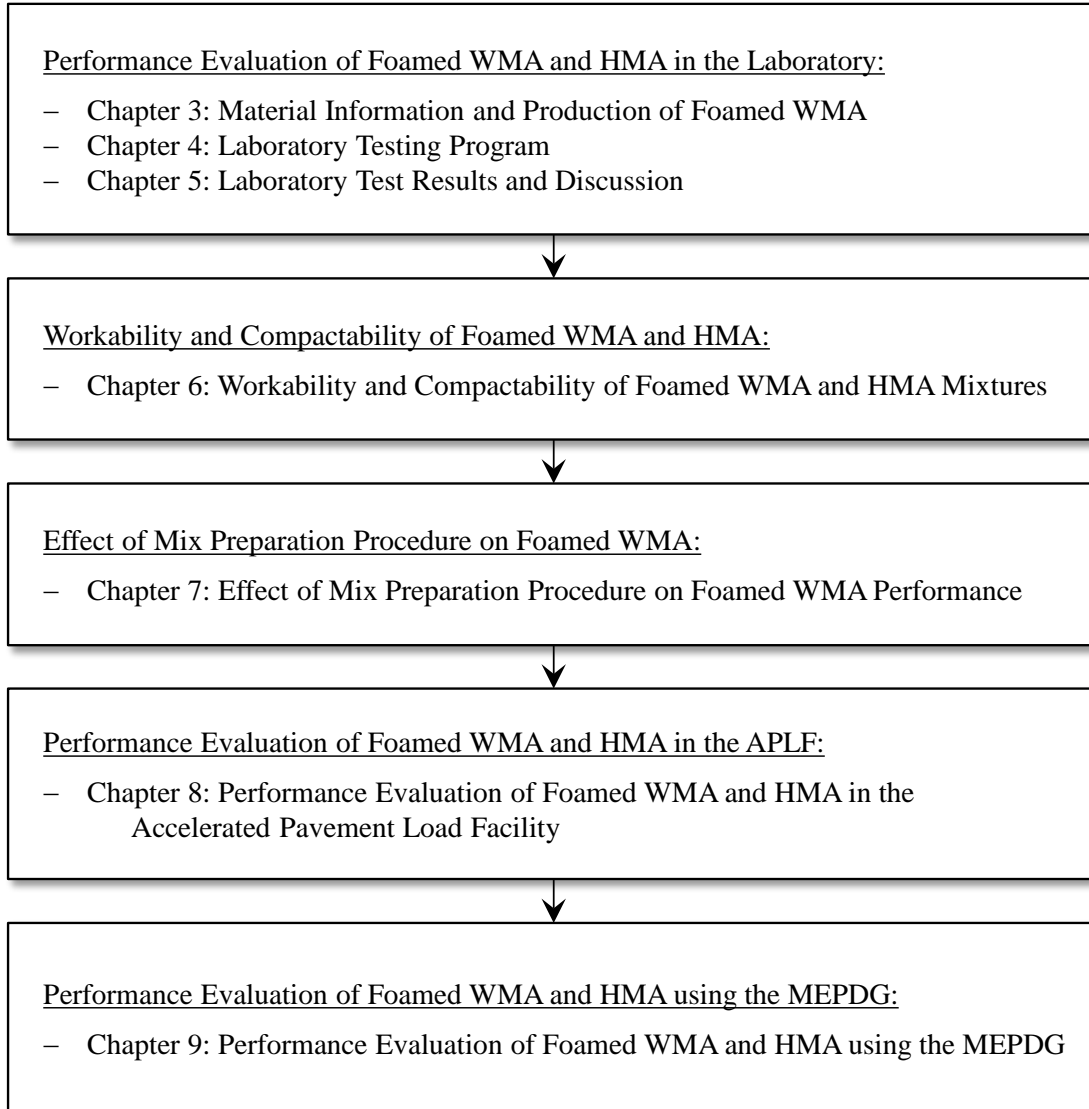 Performance Evaluation of Foamed WMA and HMA in the Laboratory:
– Chapter 3: Material Information and Production of Foamed WMA
– Chapter 4: Laboratory Testing Program
– Chapter 5: Laboratory Test Results and Discussion
Workability and Compactability of Foamed WMA and HMA:
– Chapter 6: Workability and Compactability of Foamed WMA and HMA Mixtures
Effect of Mix Preparation Procedure on Foamed WMA:
– Chapter 7: Effect of Mix Preparation Procedure on Foamed WMA Performance
Performance Evaluation of Foamed WMA and HMA in the APLF:
– Chapter 8: Performance Evaluation of Foamed WMA and HMA in the
Accelerated Pavement Load Facility
Performance Evaluation of Foamed WMA and HMA using the MEPDG:
– Chapter 9: Performance Evaluation of Foamed WMA and HMA using the MEPDG